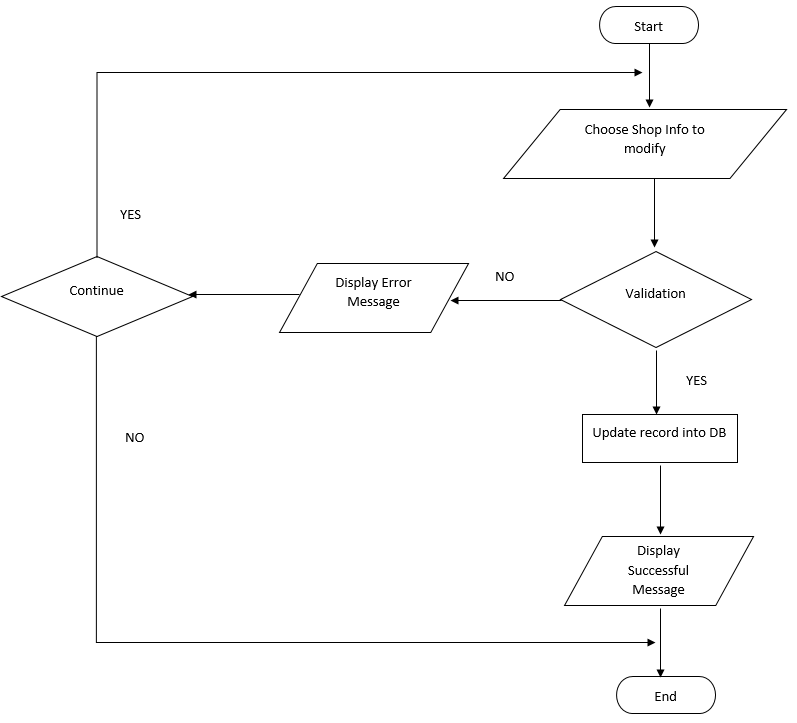 Start
Choose Shop Info to
modify
YES
Continue
Display Error
Message
NO
Validation
YES
Update record into DB
NO
Display
Successful
Message
End